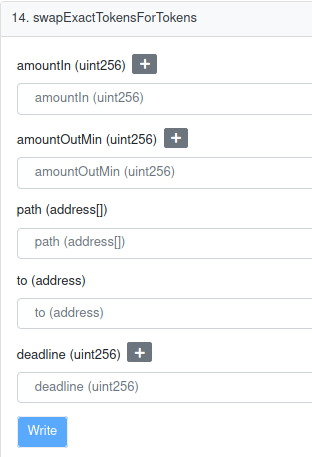 14. swapExactTokensForTokens
amountIn (uint256) +
amountIn (uint256)
amountOutMin (uint256) +
amountOutMin (uint256)
path (address[])
path (address[])
to (address)
to (address)
deadline (uint256) +
deadline (uint256)
Write